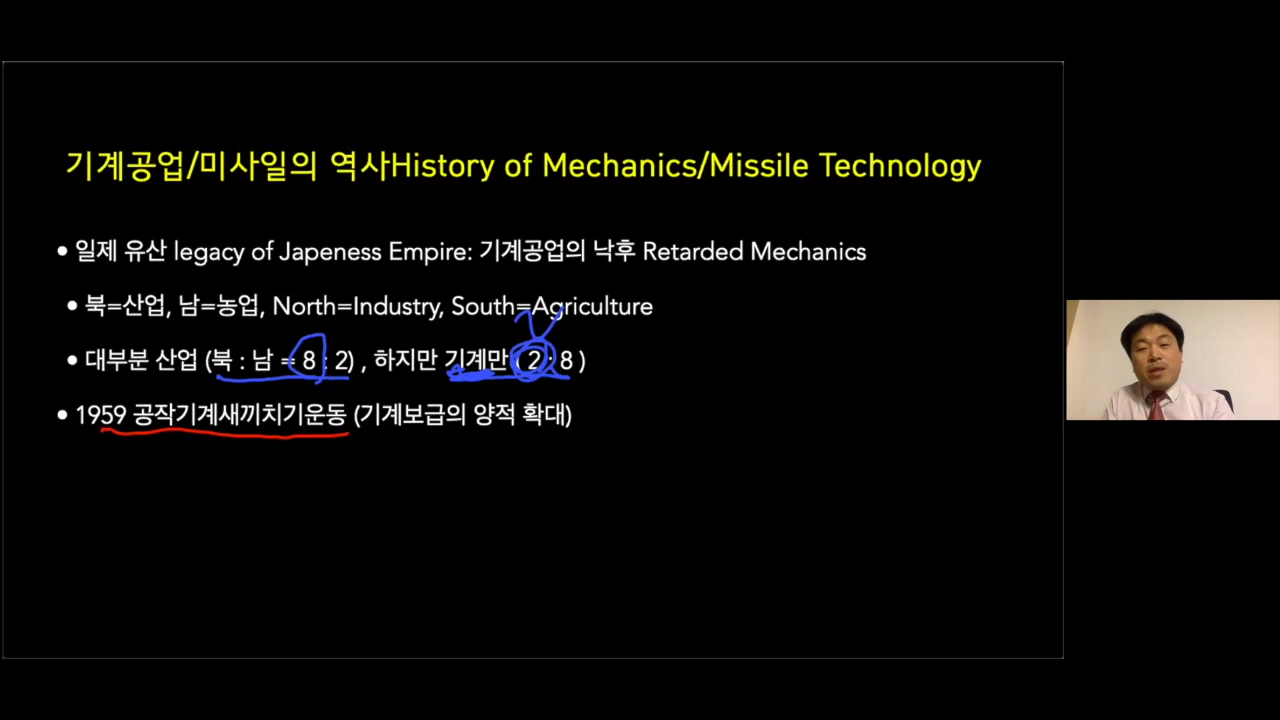 기계공업/미사일의 역사History of Mechanics/Missile Technology
• 일제 유산 legacy of Japeness Empire: 기계공업의 낙후 Retarded Mechanics
• 북=산업, 남=농업, North=Industry, South=Agriculture
• 대부분 산업 (북 : 남 = 8 : 2) , 하지만 기계만 ( 2 : 8 )
• 1959 공작기계새끼치기운동 (기계보급의 양적 확대)